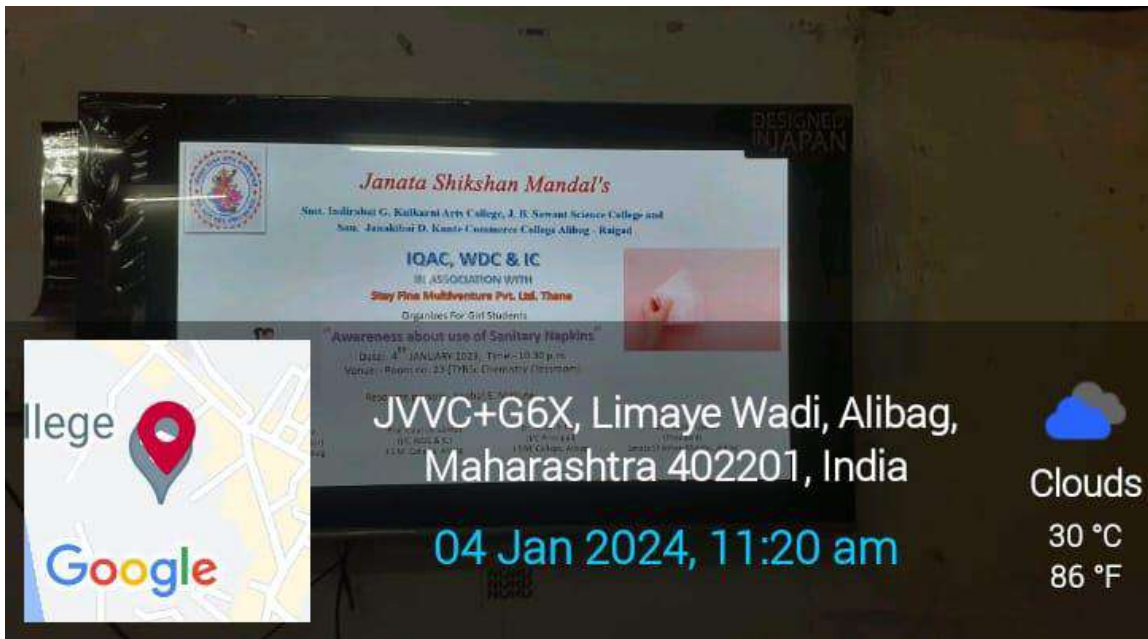 DESIGNED
IN JAPAN
Janata Shikshan Mandal's
Smt. Indirabai G. Kulkarni Arts College, J. B. Sawant Science College and
Sau. Janakibai D. Kunte Commerce College Alibag - Raigad
IQAC, WDC & IC
IN ASSOCIATION WITH
Stay Fine Multiventure Pvt. Ltd. Thane
Organizes For Girl Students
"Awareness about use of Sanitary Napkins"
Date: 4th JANUARY 2023, Time - 10.30 p.m.
Venue: Room no. 23 (TYBSc Chemistry Classroom)
llege
Google
JVVC+G6X, Limaye Wadi, Alibag,
Maharashtra 402201, India
04 Jan 2024, 11:20 am
Clouds
30 °C
86 °F